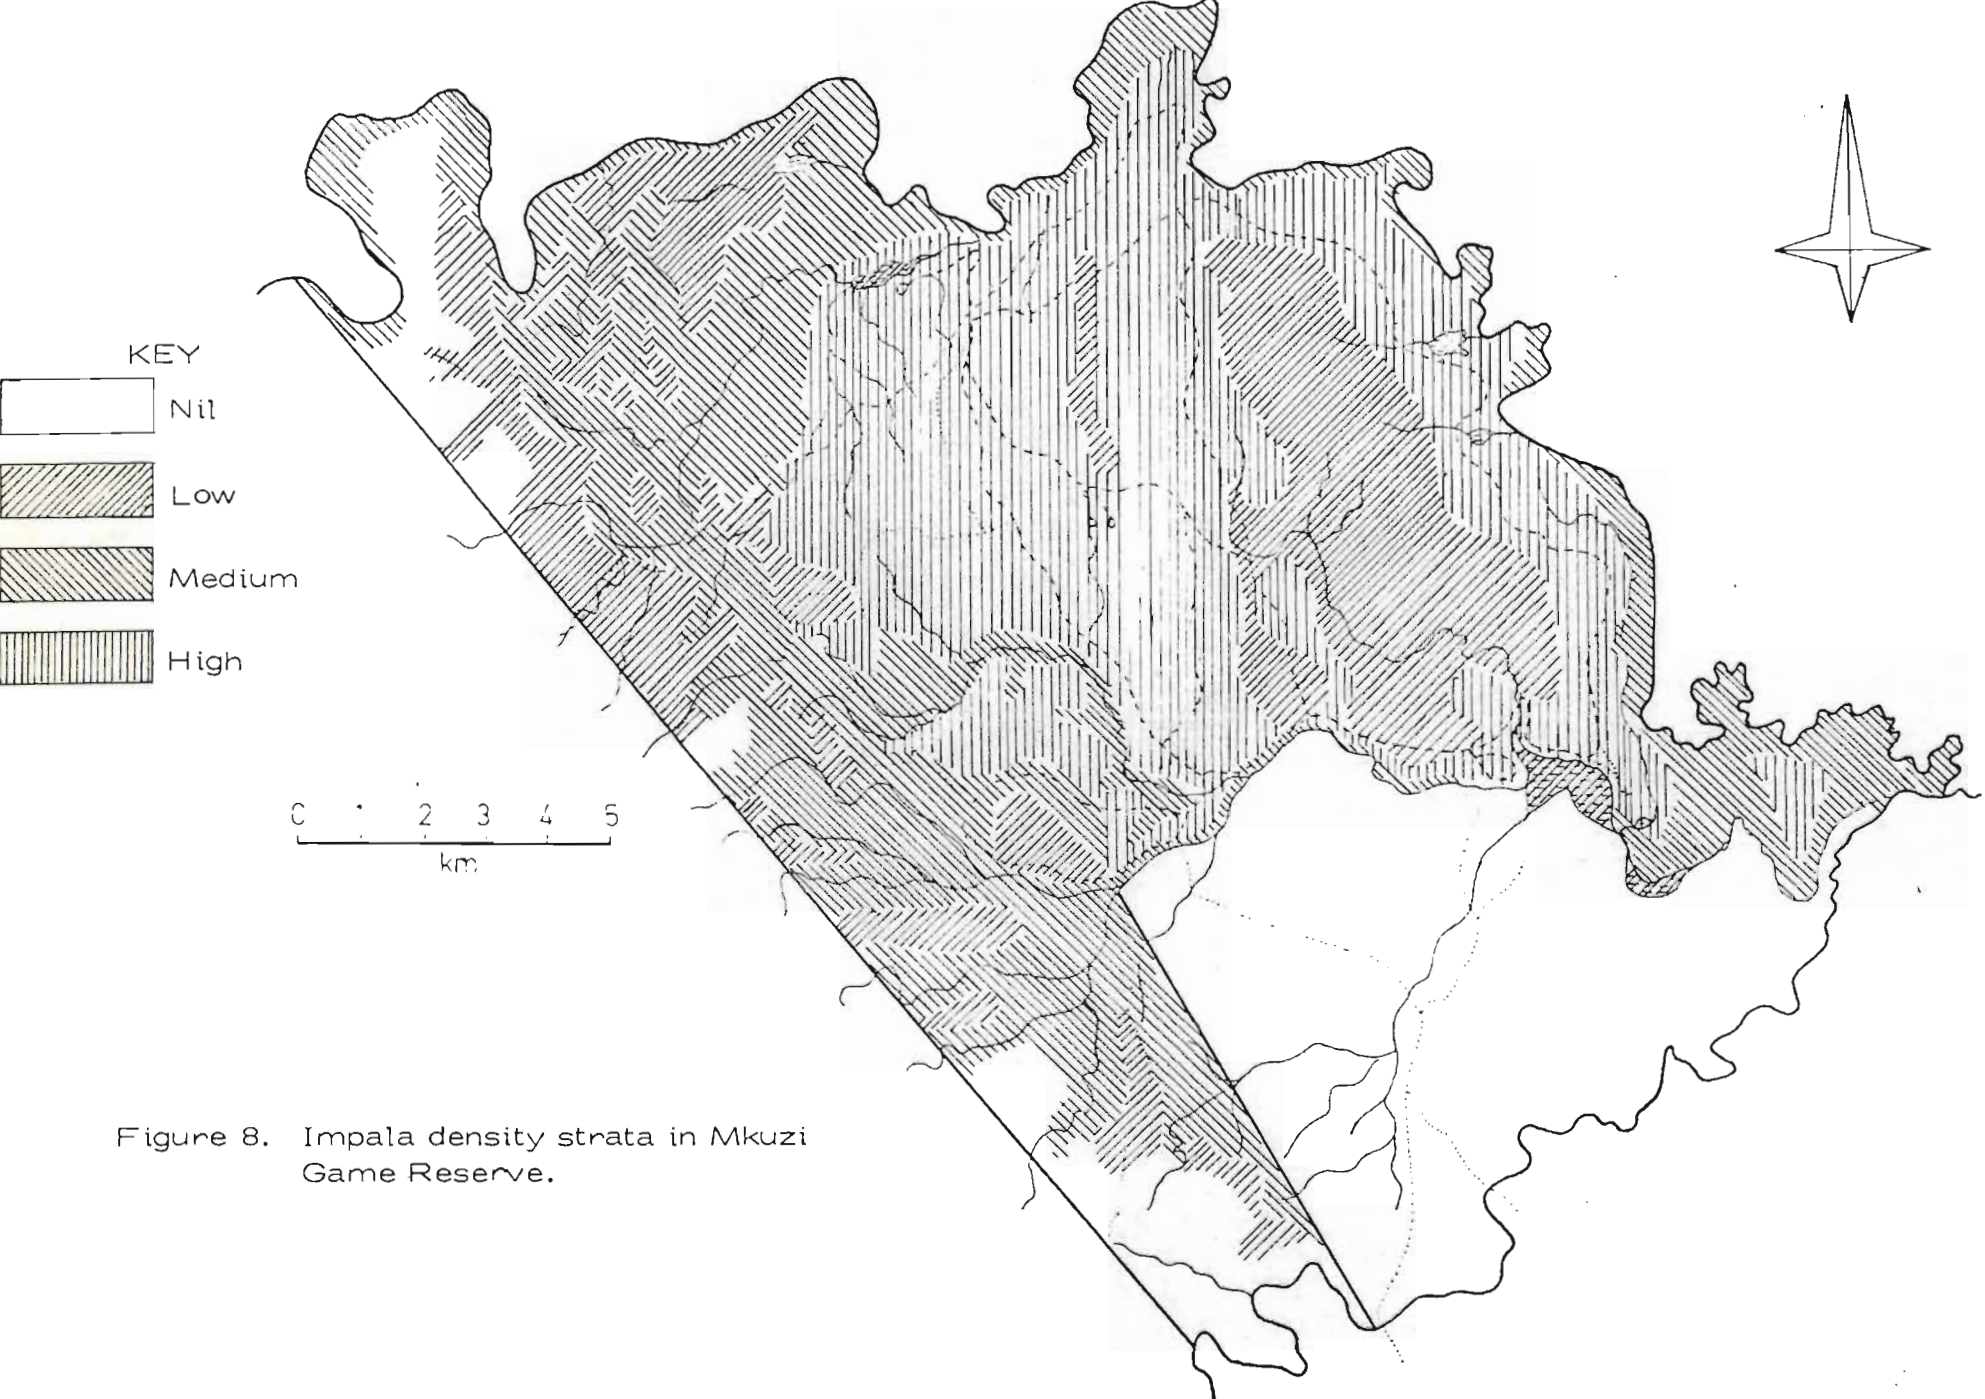 KEY
Nil
Low
Medium
High
0 2 3 4 5
km
Figure 8. Impala density strata in Mkuzi
Game Reserve.